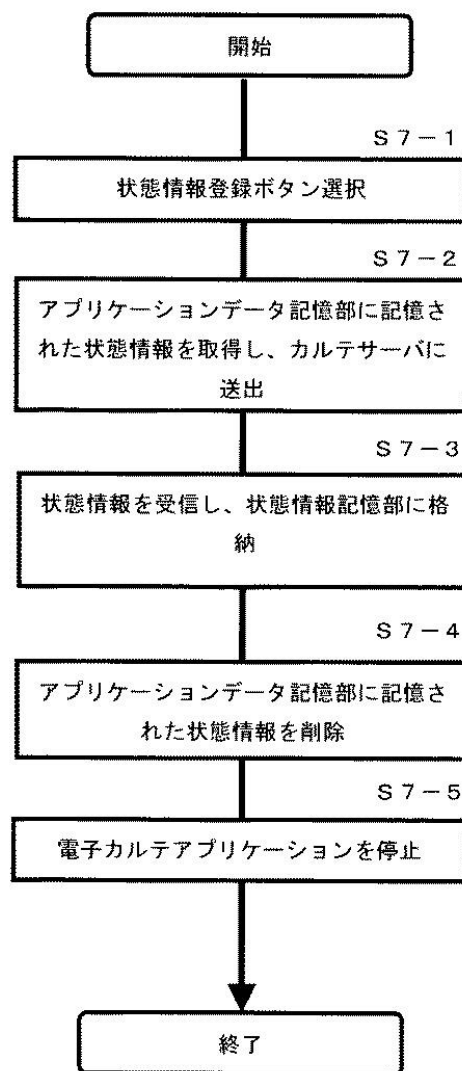 開始
S7-1
状態情報登録ボタン選択
S7-2
アプリケーションデータ記憶部に記憶さ
れた状態情報を取得し、カルテサーバに
送出
S7-3
状態情報を受信し、状態情報記憶部に格
納
S7-4
アプリケーションデータ記憶部に記憶さ
れた状態情報を削除
S7-5
電子カルテアプリケーションを停止
終了